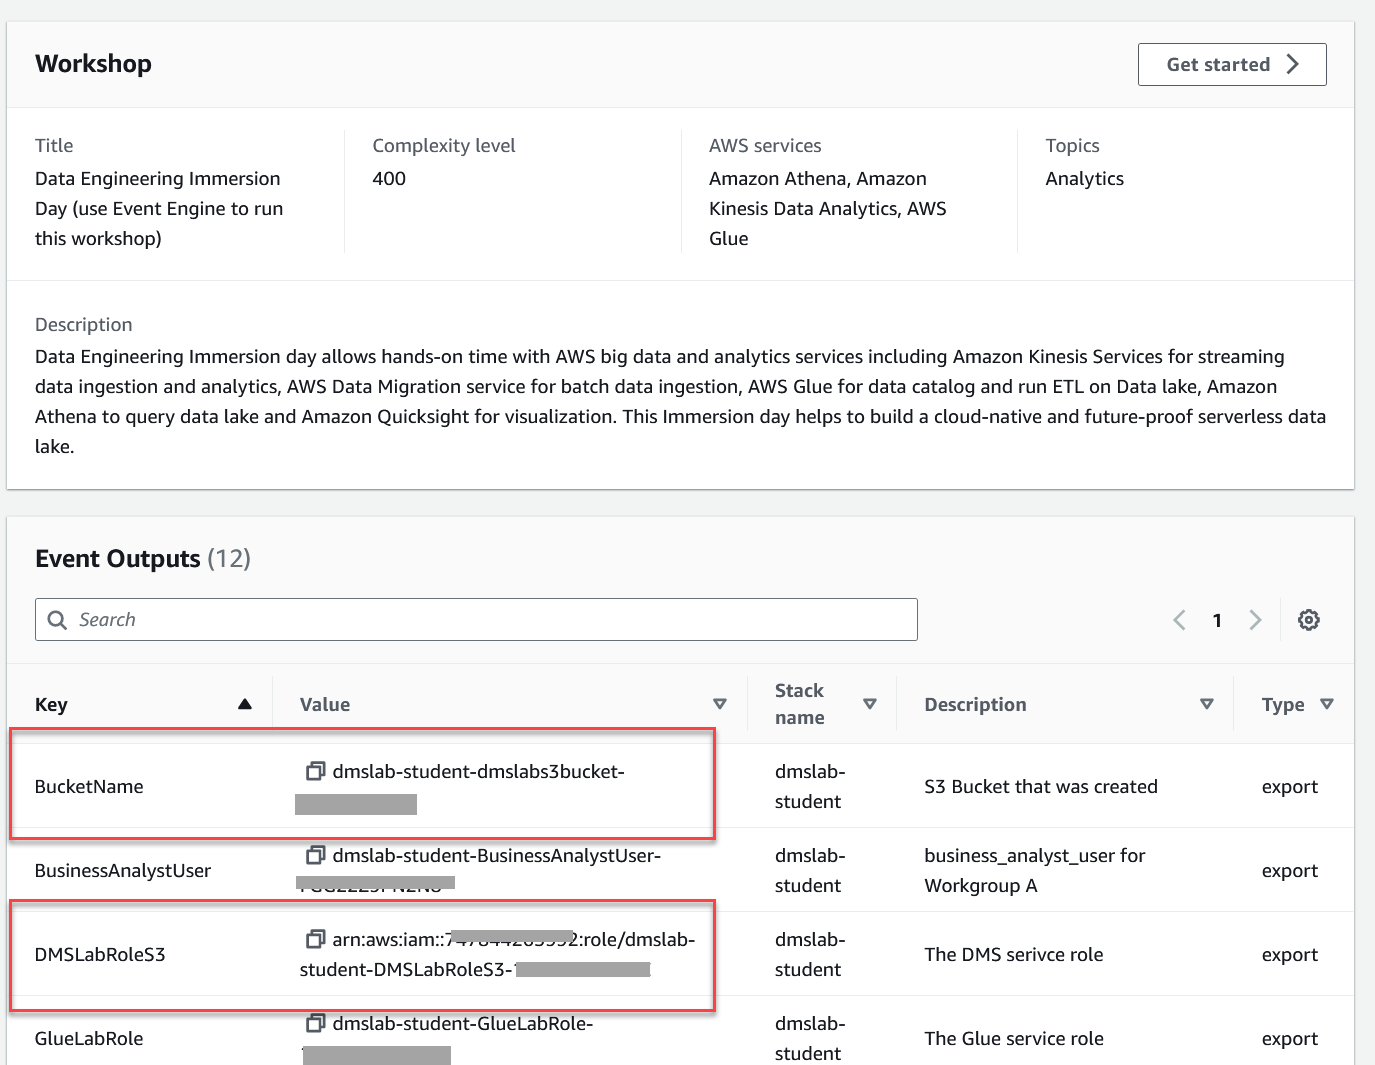 Workshop
Get started
Title
Data Engineering Immersion
Day (use Event Engine to run
this workshop)
Complexity level
400
AWS services
Amazon Athena, Amazon
Kinesis Data Analytics, AWS
Glue
Topics
Analytics
Description
Data Engineering Immersion day allows hands-on time with AWS big data and analytics services including Amazon Kinesis Services for streaming
data ingestion and analytics, AWS Data Migration service for batch data ingestion, AWS Glue for data catalog and run ETL on Data lake, Amazon
Athena to query data lake and Amazon Quicksight for visualization. This Immersion day helps to build a cloud-native and future-proof serverless data
lake.
Event Outputs (12)
Search
1
Key
Value
Stack
name
Description
Type
BucketName
dmslab-student-dmslabs3bucket-
dmslab-
student
S3 Bucket that was created
export
BusinessAnalystUser
dmslab-student-BusinessAnalystUser-
dmslab-
student
business_analyst_user for
Workgroup A
export
DMSLabRoleS3
arn:aws:iam:: :role/dmslab-
student-DMSLabRoleS3-
dmslab-
student
The DMS serivce role
export
GlueLabRole
dmslab-student-GlueLabRole-
dmslab-
student
The Glue service role
export